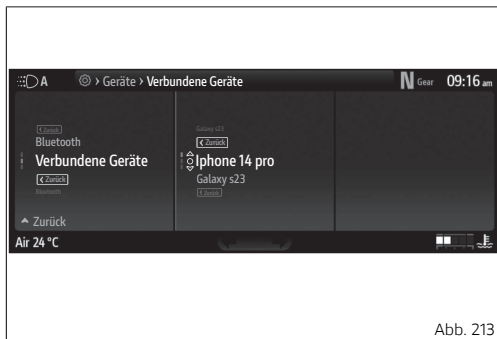 A
› Geräte › Verbundene Geräte
N Gear
09:16 am
Zurück
Bluetooth
Verbundene Geräte
Zurück
Bluetooth
Zurück
Galaxy s23
Zurück
Iphone 14 pro
Galaxy s23
Zurück
Air 24 °C
Abb. 213